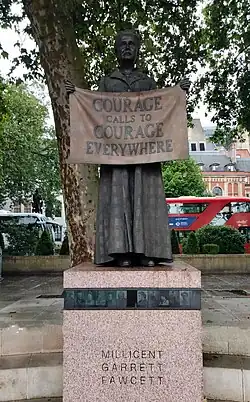 COURAGE
CALLS TO
COURAGE
EVERYWHERE
MILLICENT
GARRETT
FAWCETT